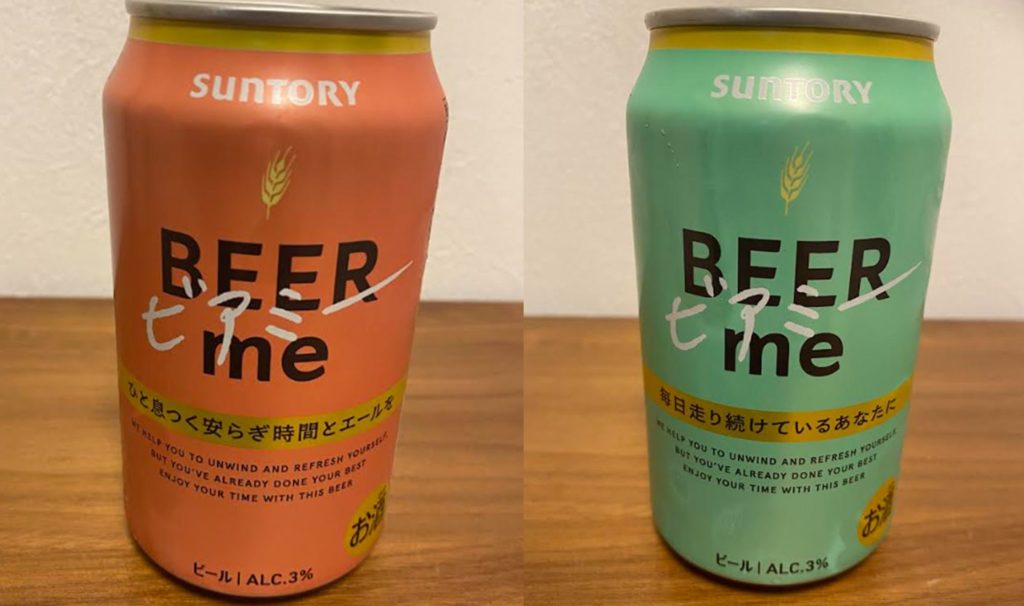 SUNTORY
BEER
ビアミー
me
ひと息つく安らぎ時間とエールを
WE HELP YOU TO UNWIND AND REFRESH YOURSELF,
BUT YOU'VE ALREADY DONE YOUR BEST
ENJOY YOUR TIME WITH THIS BEER
お酒
ビール | ALC.3%
SUNTORY
BEER
ビアミー
me
毎日走り続けているあなたに
WE HELP YOU TO UNWIND AND REFRESH YOURSELF,
BUT YOU'VE ALREADY DONE YOUR BEST
ENJOY YOUR TIME WITH THIS BEER
お酒
ビール | ALC.3%